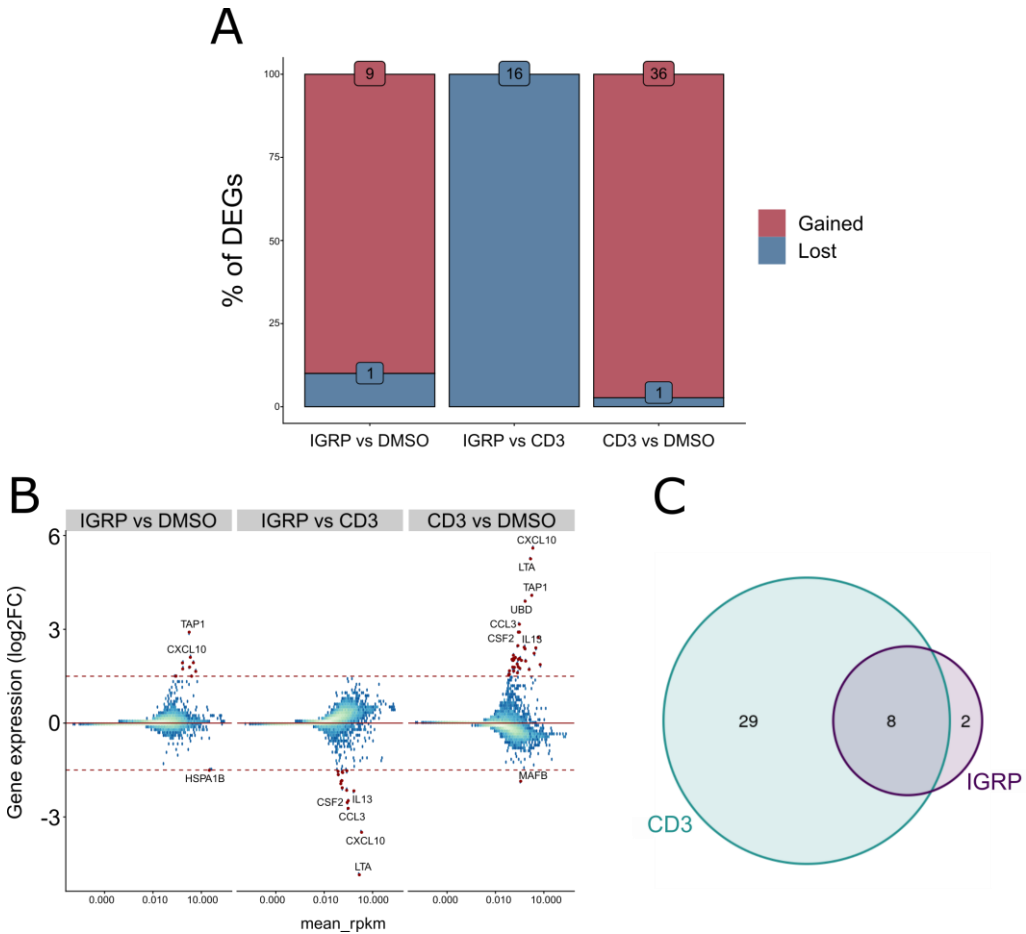 A
9
16
36
100
75
50
25
0
% of DEGs
1
1
Gained
Lost
IGRP vs DMSO
IGRP vs CD3
CD3 vs DMSO
B
IGRP vs DMSO
IGRP vs CD3
CD3 vs DMSO
Gene expression (log2FC)
6
3
0
-3
TAP1
CXCL10
HSPA1B
CSF2
IL13
CCL3
CXCL10
LTA
CXCL10
LTA
TAP1
UBD
CCL3
CSF2
IL13
MAFB
0.000
0.010
10.000
0.000
0.010
10.000
0.000
0.010
10.000
mean_rpkm
C
29
8
2
IGRP
CD3